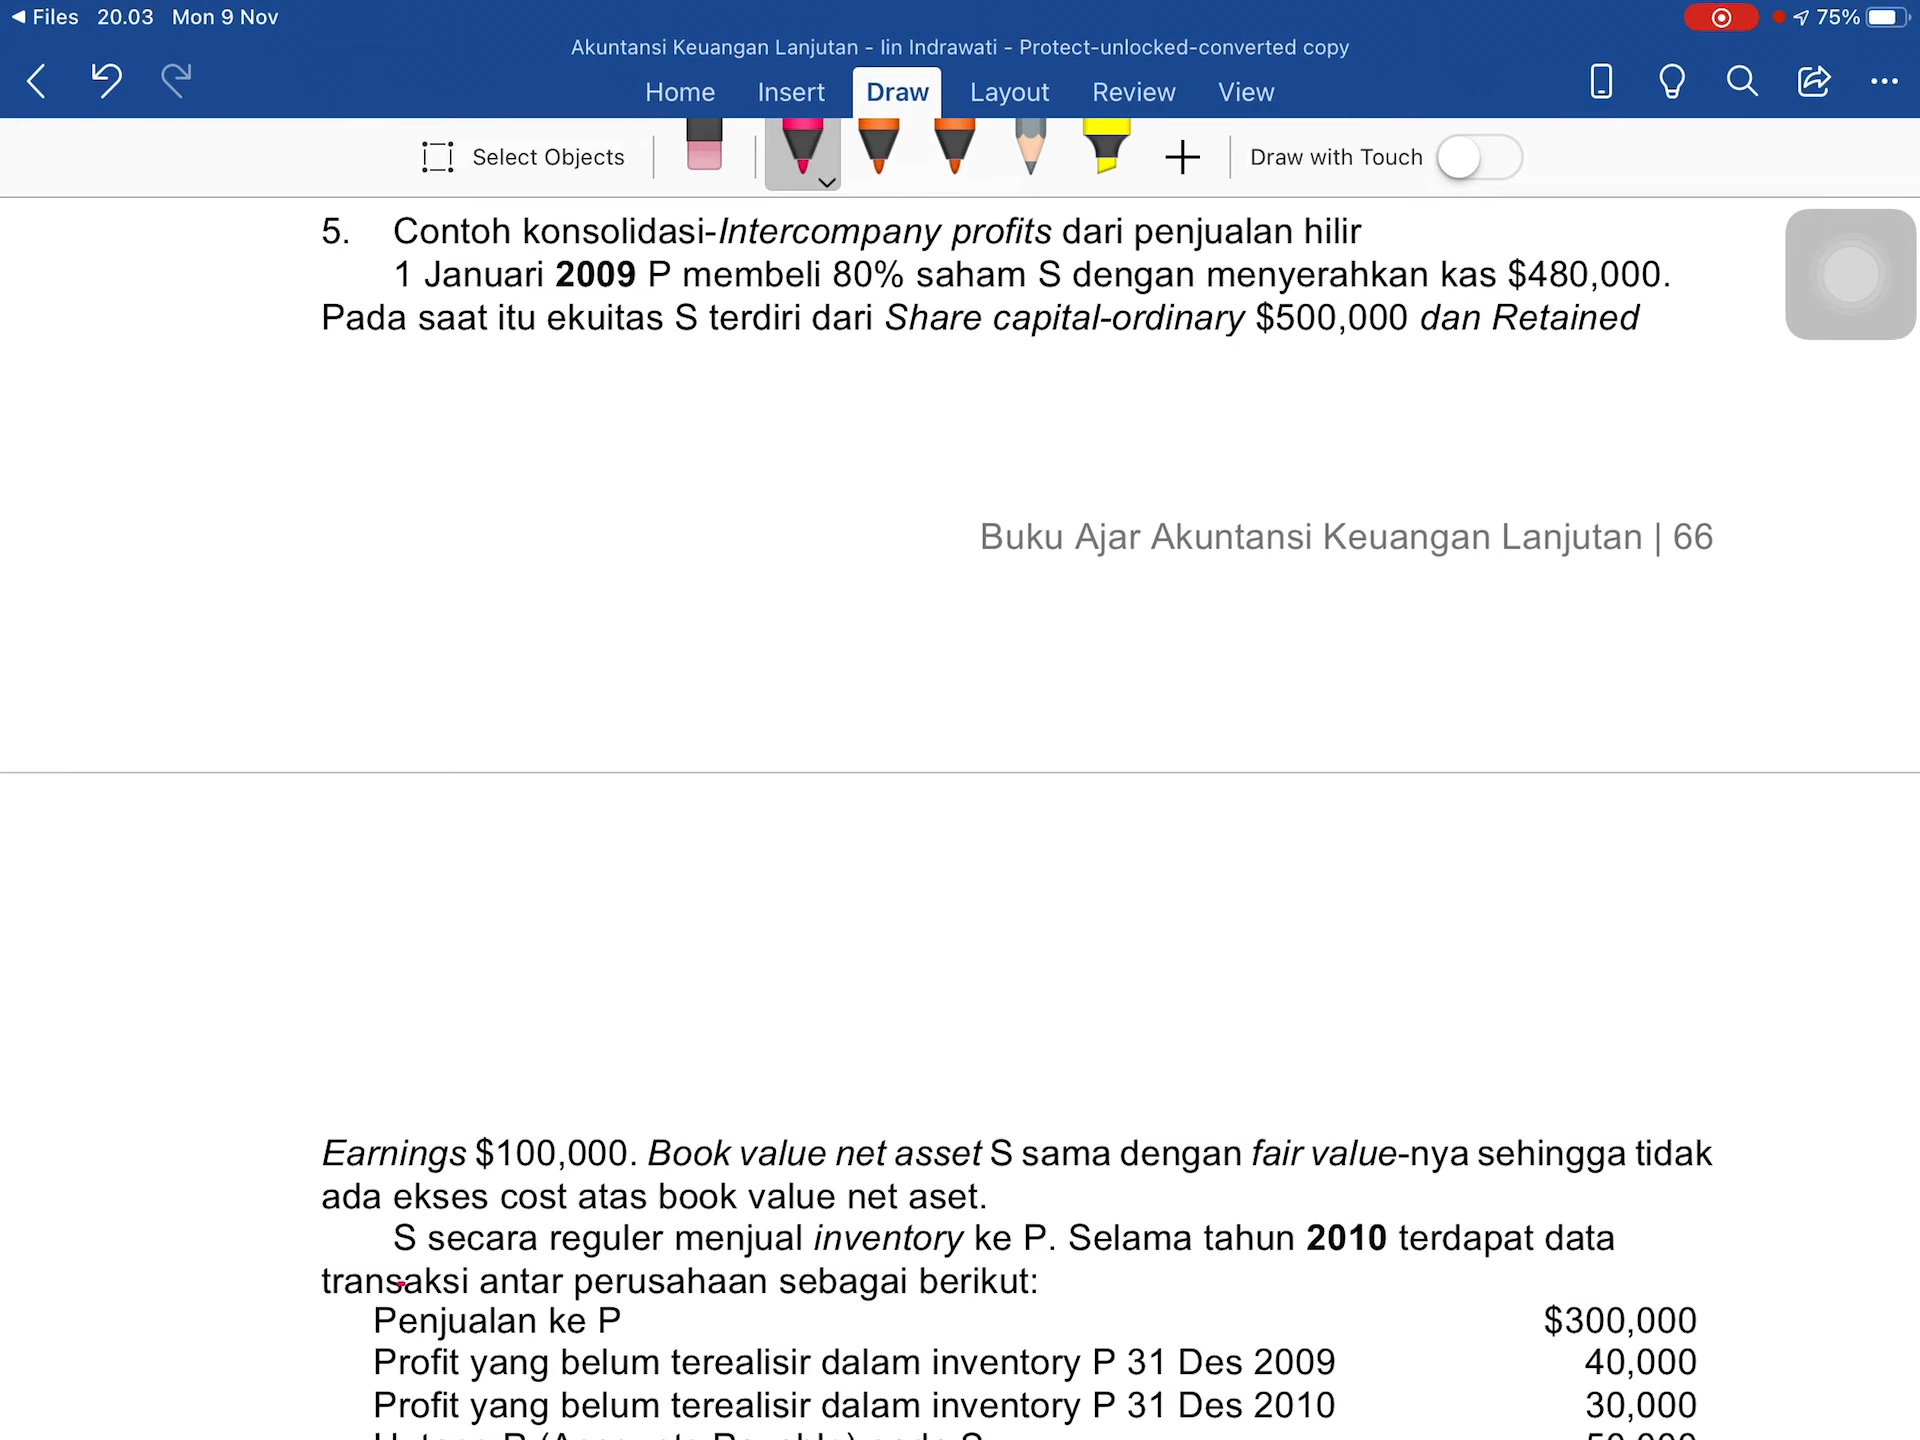 Files 20.03 Mon 9 Nov
75%
Akuntansi Keuangan Lanjutan - Iin Indrawati - Protect-unlocked-converted copy
Home Insert Draw Layout Review View
Select Objects
Draw with Touch
5. Contoh konsolidasi-Intercompany profits dari penjualan hilir
1 Januari 2009 P membeli 80% saham S dengan menyerahkan kas $480,000.
Pada saat itu ekuitas S terdiri dari Share capital-ordinary $500,000 dan Retained
Buku Ajar Akuntansi Keuangan Lanjutan | 66
Earnings $100,000. Book value net asset S sama dengan fair value-nya sehingga tidak
ada ekses cost atas book value net aset.
S secara reguler menjual inventory ke P. Selama tahun 2010 terdapat data
transaksi antar perusahaan sebagai berikut:
Penjualan ke P $300,000
Profit yang belum terealisir dalam inventory P 31 Des 2009 40,000
Profit yang belum terealisir dalam inventory P 31 Des 2010 30,000